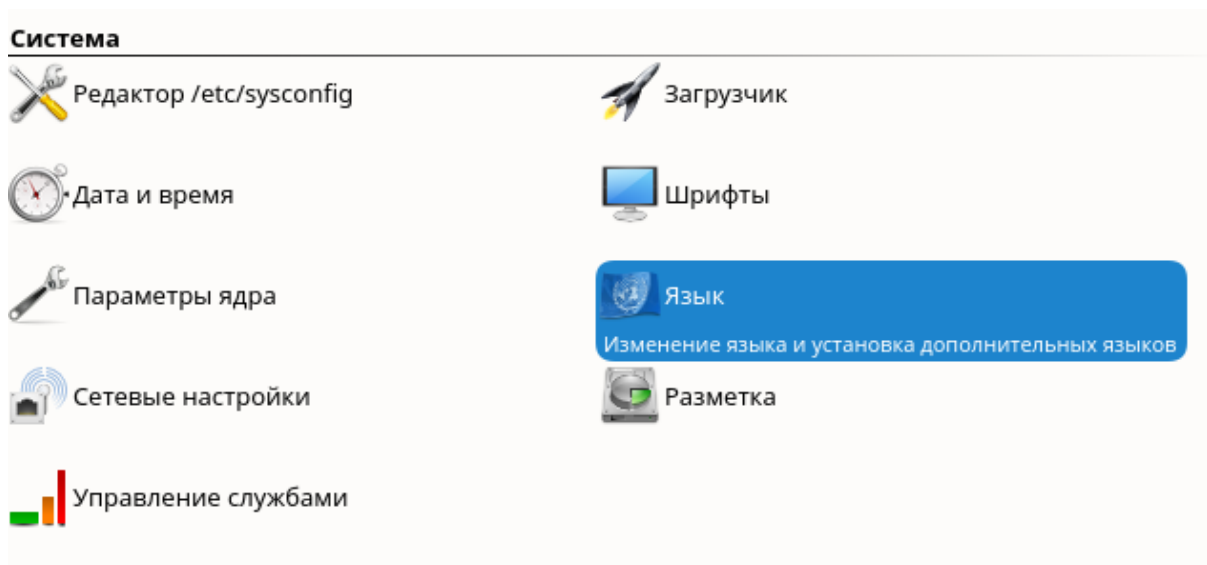 Система
Редактор /etc/sysconfig
Загрузчик
Дата и время
Шрифты
Параметры ядра
Язык
Изменение языка и установка дополнительных языков
Сетевые настройки
Разметка
Управление службами